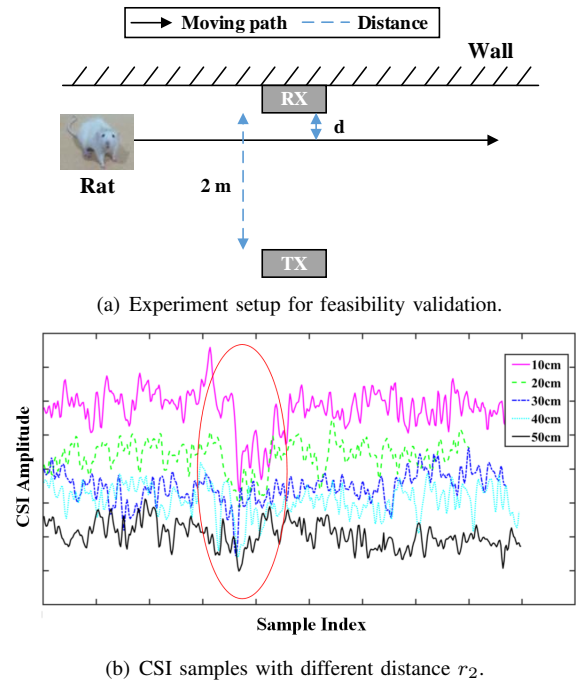 Moving path
Distance
Wall
RX
d
Rat
2 m
TX
(a) Experiment setup for feasibility validation.
10cm
20cm
30cm
40cm
50cm
CSI Amplitude
Sample Index
(b) CSI samples with different distance r₂.